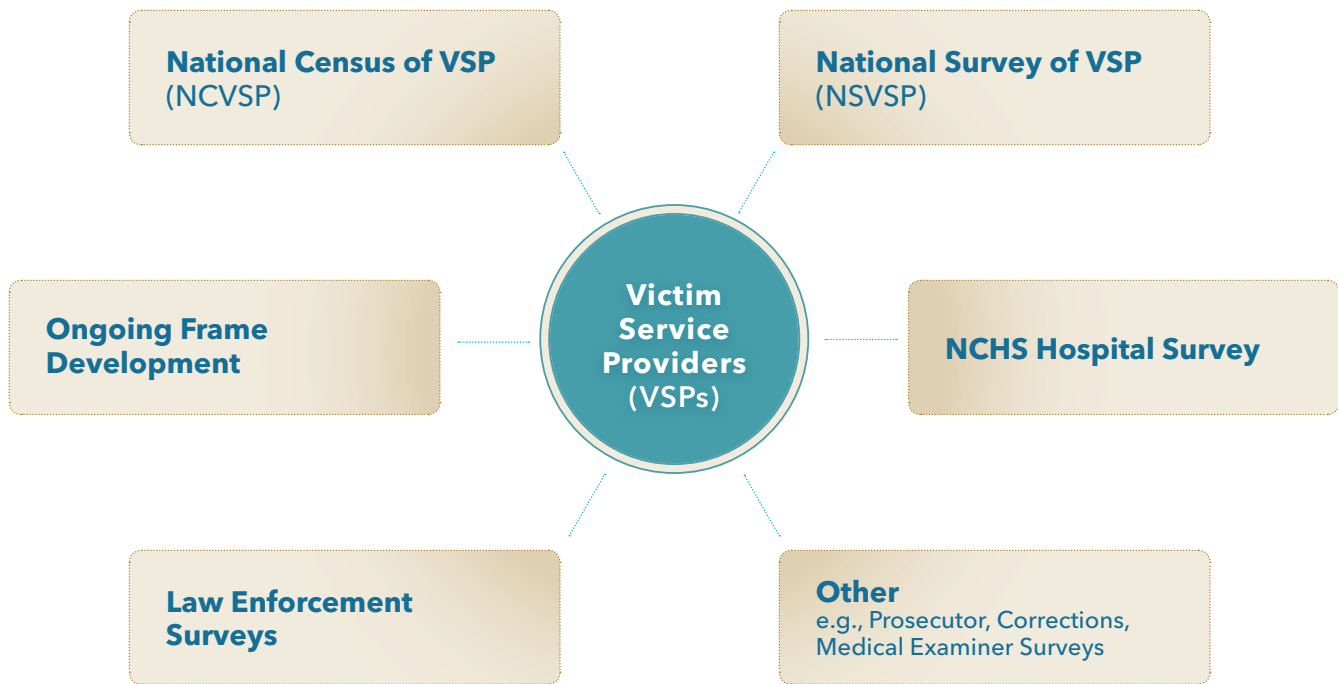 National Census of VSP
(NCVSP)
National Survey of VSP
(NSVSP)
Ongoing Frame
Development
Victim
Service
Providers
(VSPs)
NCHS Hospital Survey
Law Enforcement
Surveys
Other
e.g., Prosecutor, Corrections,
Medical Examiner Surveys